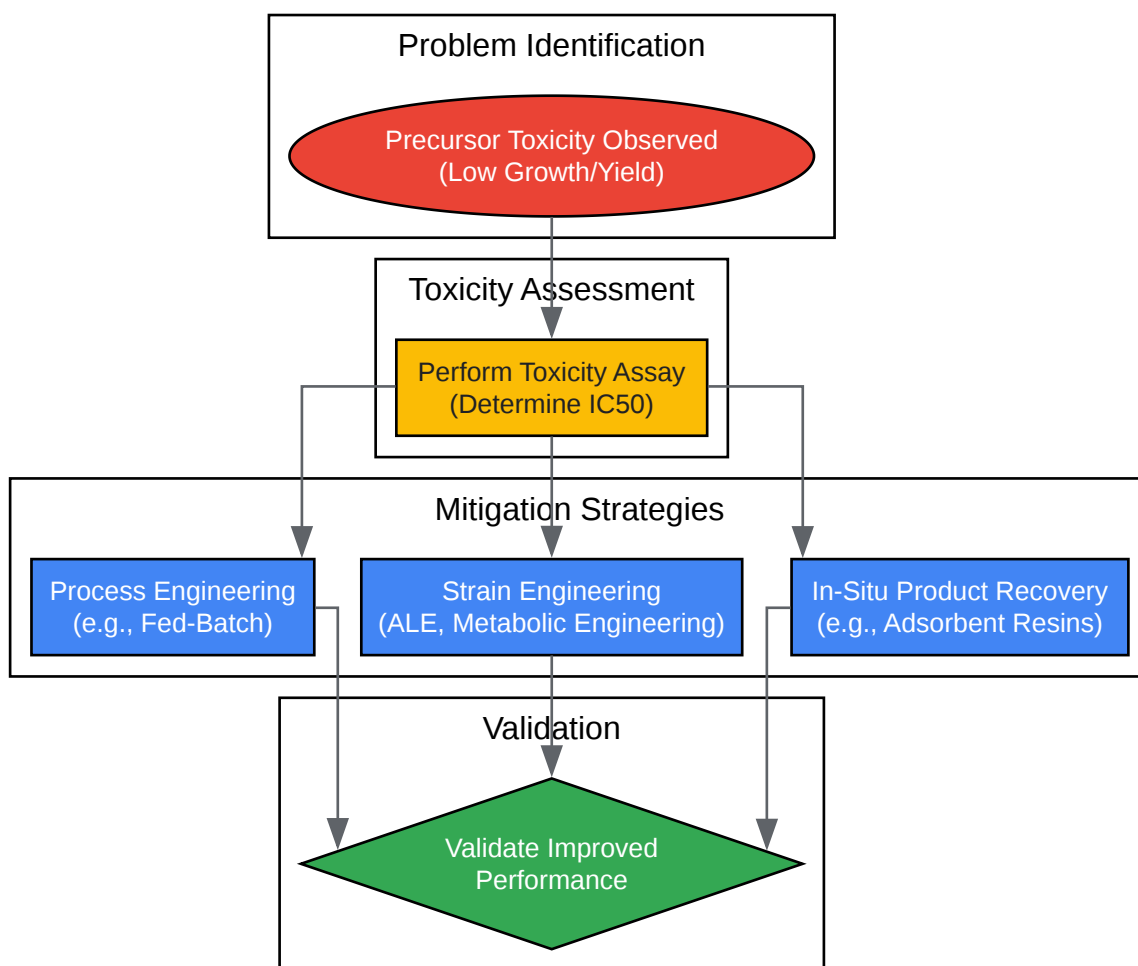 Problem Identification
Precursor Toxicity Observed
(Low Growth/Yield)
Toxicity Assessment
Perform Toxicity Assay
(Determine IC50)
Mitigation Strategies
Process Engineering
(e.g., Fed-Batch)
Strain Engineering
(ALE, Metabolic Engineering)
In-Situ Product Recovery
(e.g., Adsorbent Resins)
Validation
Validate Improved
Performance